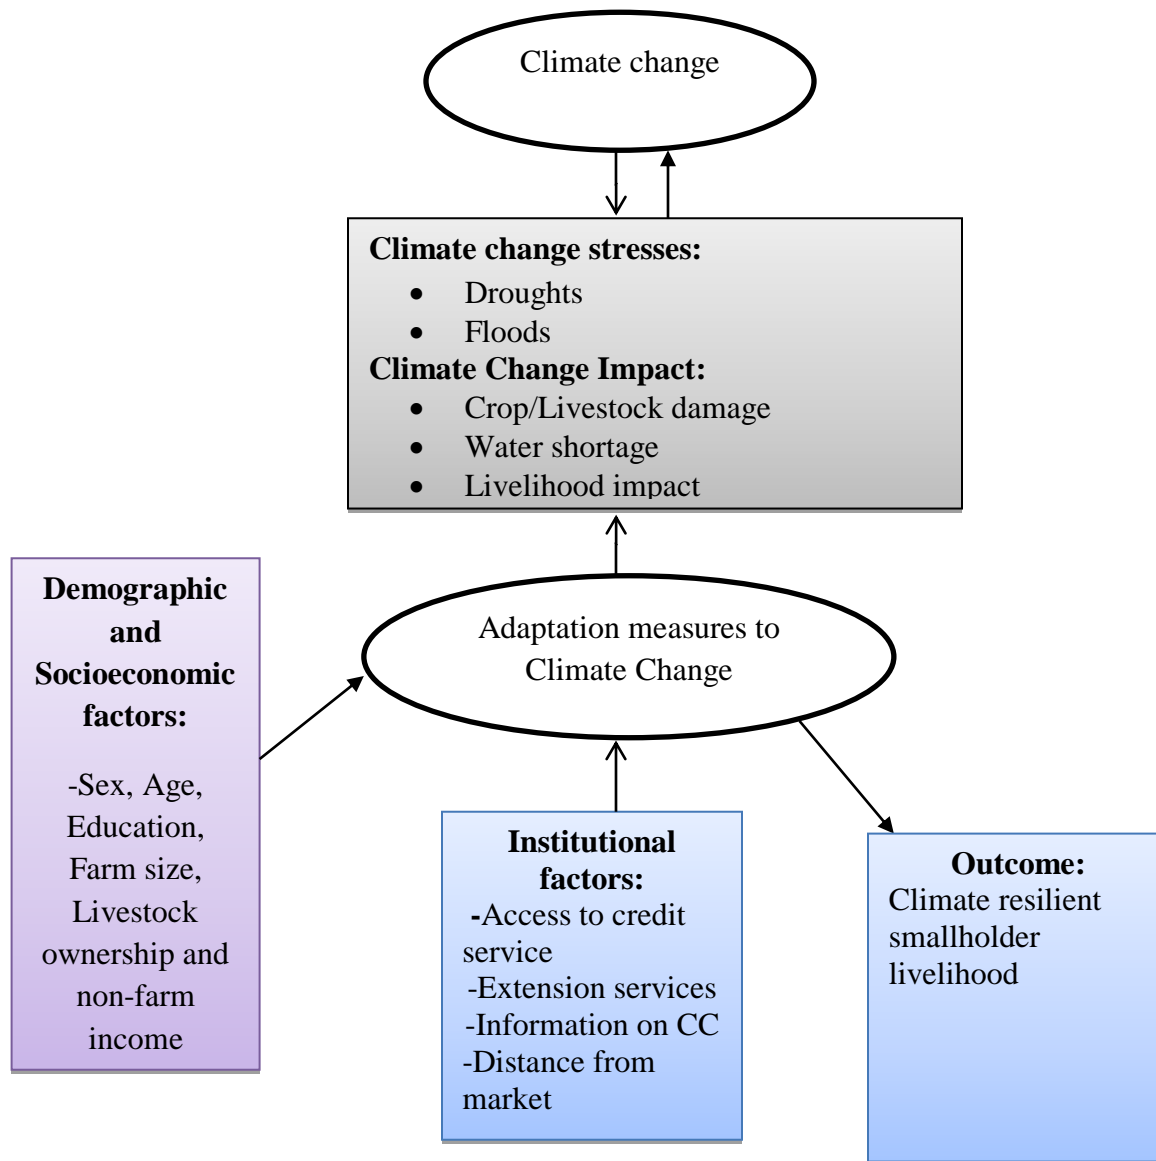 Climate change
Climate change stresses:
• Droughts
• Floods
Climate Change Impact:
• Crop/Livestock damage
• Water shortage
• Livelihood impact
Adaptation measures to
Climate Change
Demographic
and
Socioeconomic
factors:
-Sex, Age,
Education,
Farm size,
Livestock
ownership and
non-farm
income
Institutional
factors:
-Access to credit
service
-Extension services
-Information on CC
-Distance from
market
Outcome:
Climate resilient
smallholder
livelihood